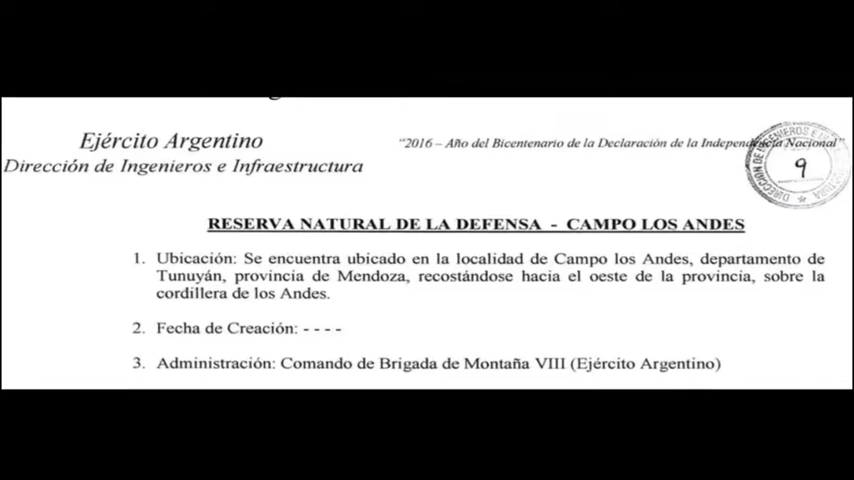 Ejército Argentino
"2016 – Año del Bicentenario de la Declaración de la Independencia Nacional"
Dirección de Ingenieros e Infraestructura
9
RESERVA NATURAL DE LA DEFENSA - CAMPO LOS ANDES
1. Ubicación: Se encuentra ubicado en la localidad de Campo los Andes, departamento de
Tunuyán, provincia de Mendoza, recostándose hacia el oeste de la provincia, sobre la
cordillera de los Andes.
2. Fecha de Creación: - - - -
3. Administración: Comando de Brigada de Montaña VIII (Ejército Argentino)